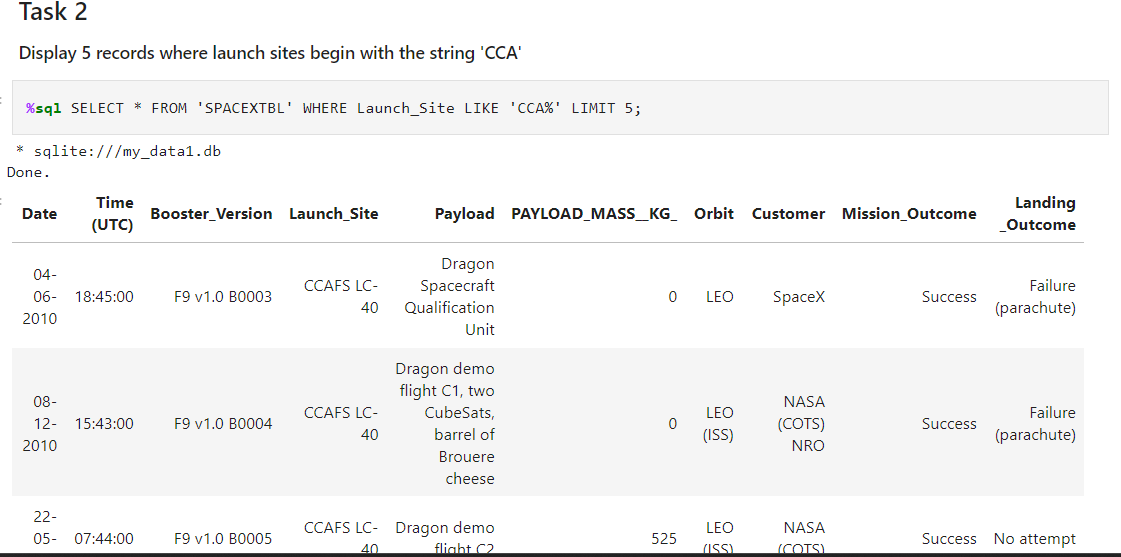 Task 2
Display 5 records where launch sites begin with the string 'CCA'
%sql SELECT * FROM 'SPACEXTBL' WHERE Launch_Site LIKE 'CCA%' LIMIT 5;
* sqlite:///my_data1.db
Done.
Date Time (UTC) Booster_Version Launch_Site Payload PAYLOAD_MASS__KG_ Orbit Customer Mission_Outcome Landing _Outcome
04-06-2010 18:45:00 F9 v1.0 B0003 CCAFS LC-40 Dragon Spacecraft Qualification Unit 0 LEO SpaceX Success Failure (parachute)
08-12-2010 15:43:00 F9 v1.0 B0004 CCAFS LC-40 Dragon demo flight C1, two CubeSats, barrel of Brouere cheese 0 LEO (ISS) NASA (COTS) NRO Success Failure (parachute)
22-05- 07:44:00 F9 v1.0 B0005 CCAFS LC-40 Dragon demo flight C2 525 LEO (ISS) NASA (COTS) Success No attempt